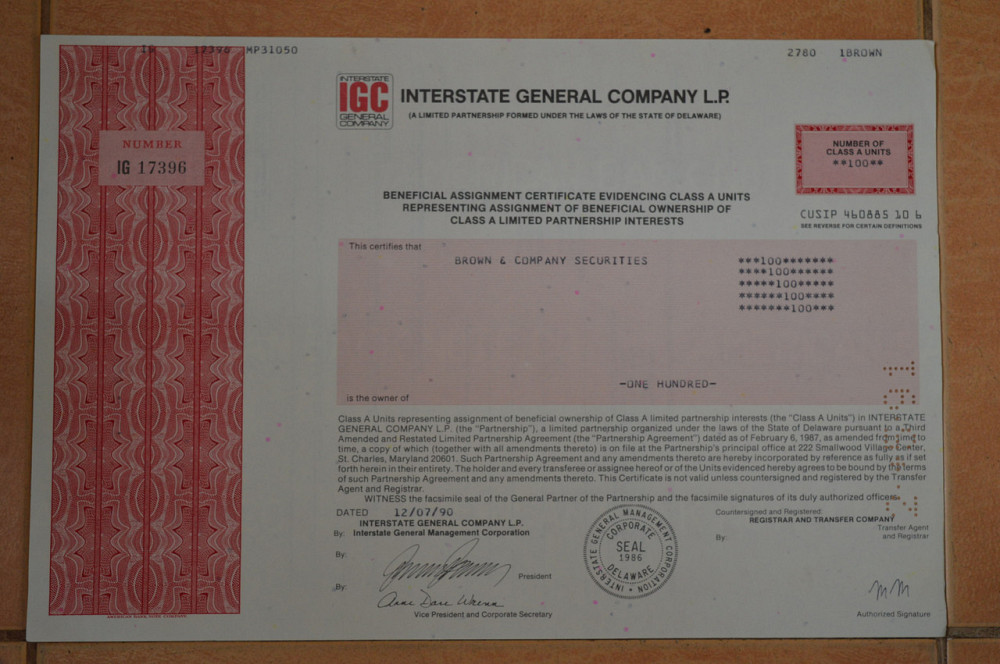 IG 17396 MP31050
2780 1BROWN
INTERSTATE
IGC
GENERAL
COMPANY
INTERSTATE GENERAL COMPANY L.P.
(A LIMITED PARTNERSHIP FORMED UNDER THE LAWS OF THE STATE OF DELAWARE)
NUMBER
IG 17396
NUMBER OF
CLASS A UNITS
**100**
BENEFICIAL ASSIGNMENT CERTIFICATE EVIDENCING CLASS A UNITS
REPRESENTING ASSIGNMENT OF BENEFICIAL OWNERSHIP OF
CLASS A LIMITED PARTNERSHIP INTERESTS
CUSIP 460885 10 6
SEE REVERSE FOR CERTAIN DEFINITIONS
This certifies that
BROWN & COMPANY SECURITIES
***100*******
****100******
*****100*****
******100****
*******100***
-ONE HUNDRED-
is the owner of
Class A Units representing assignment of beneficial ownership of Class A limited partnership interests (the "Class A Units") in INTERSTATE
GENERAL COMPANY L.P. (the "Partnership"), a limited partnership organized under the laws of the State of Delaware pursuant to a Third
Amended and Restated Limited Partnership Agreement (the "Partnership Agreement") dated as of February 6, 1987, as amended from time to
time, a copy of which (together with all amendments thereto) is on file at the Partnership's principal office at 222 Smallwood Village Center,
St. Charles, Maryland 20601. Such Partnership Agreement and any amendments thereto are hereby incorporated by reference as fully as if set
forth herein in their entirety. The holder and every transferee or assignee hereof or of the Units evidenced hereby agrees to be bound by the terms
of such Partnership Agreement and any amendments thereto. This Certificate is not valid unless countersigned and registered by the Transfer
Agent and Registrar.
WITNESS the facsimile seal of the General Partner of the Partnership and the facsimile signatures of its duly authorized officers.
DATED 12/07/90
INTERSTATE GENERAL COMPANY L.P.
By: Interstate General Management Corporation
By:
President
By:
Anne Dare Wrenn
Vice President and Corporate Secretary
INTERSTATE GENERAL MANAGEMENT CORPORATION
CORPORATE
SEAL
1986
DELAWARE
Countersigned and Registered:
REGISTRAR AND TRANSFER COMPANY
Transfer Agent
and Registrar
By:
Authorized Signature
AMERICAN BANK NOTE COMPANY